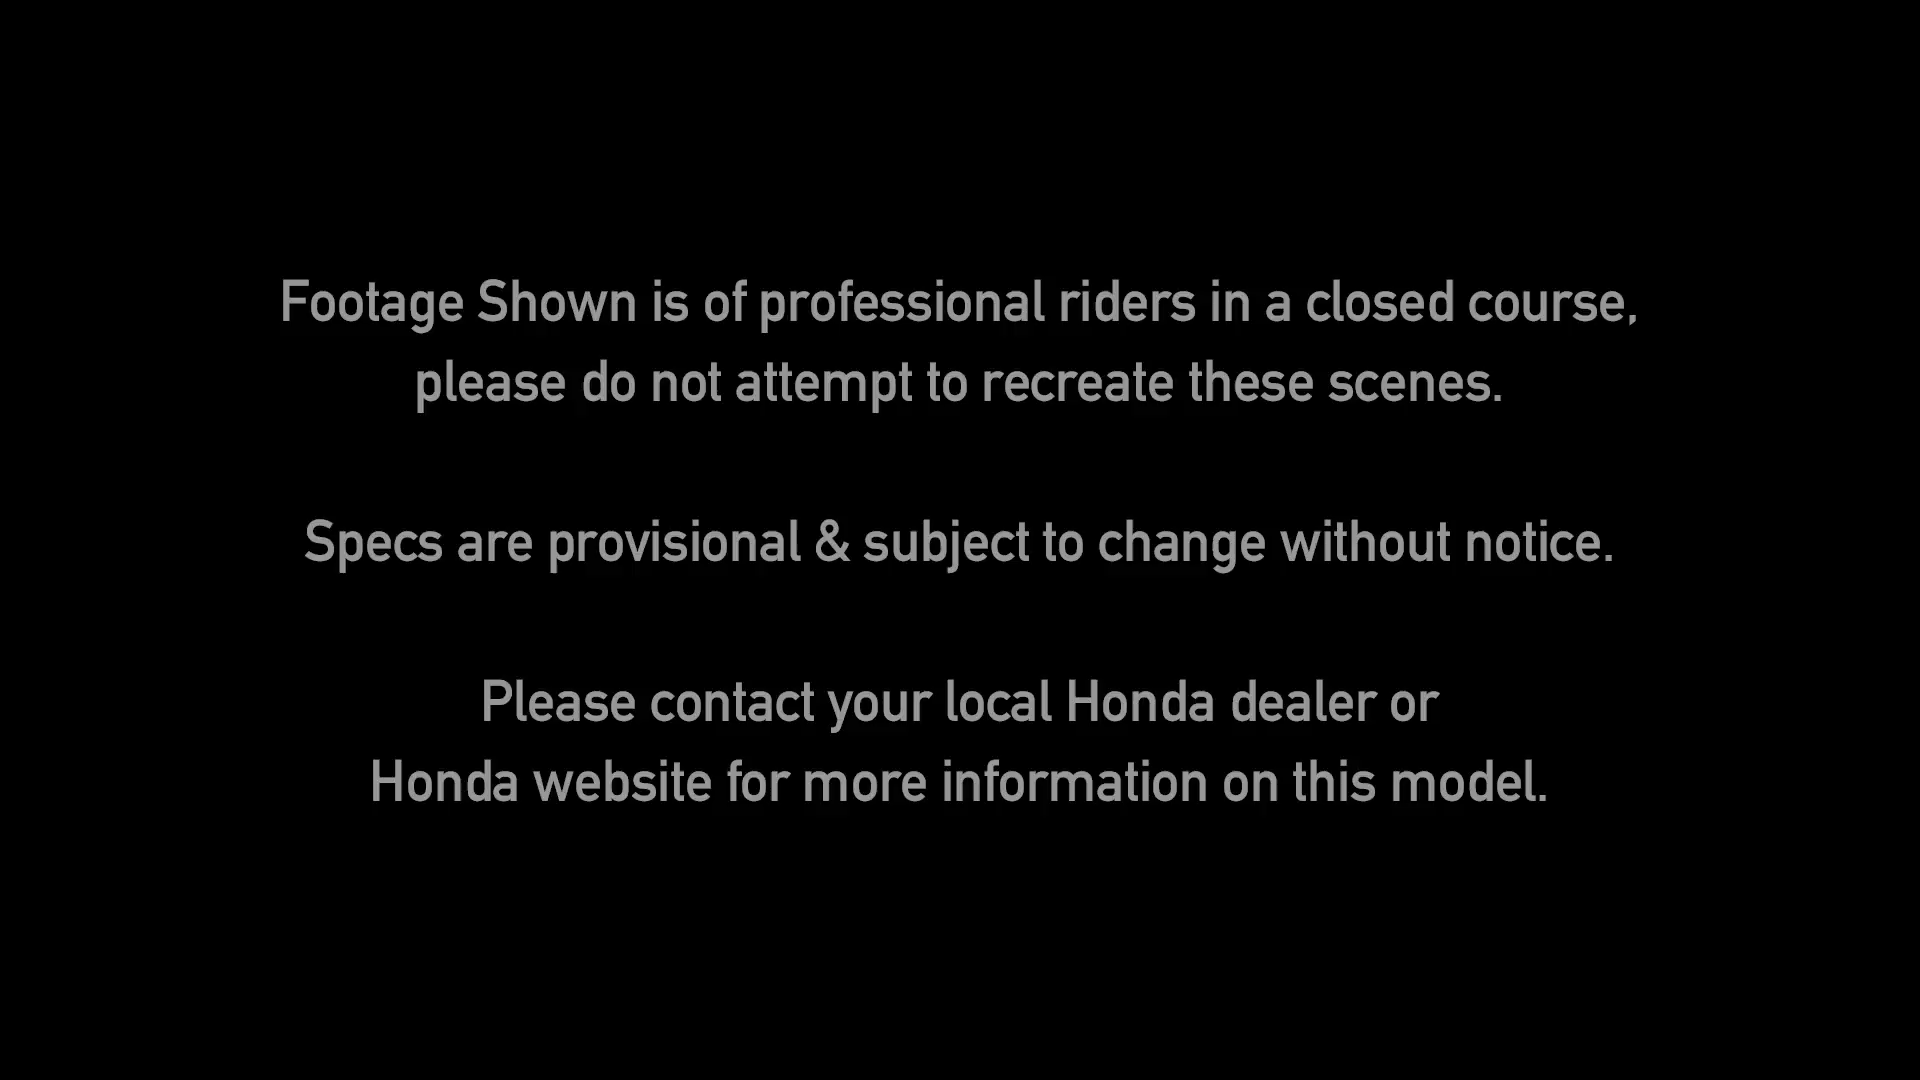 Footage Shown is of professional riders in a closed course,
please do not attempt to recreate these scenes.
Specs are provisional & subject to change without notice.
Please contact your local Honda dealer or
Honda website for more information on this model.